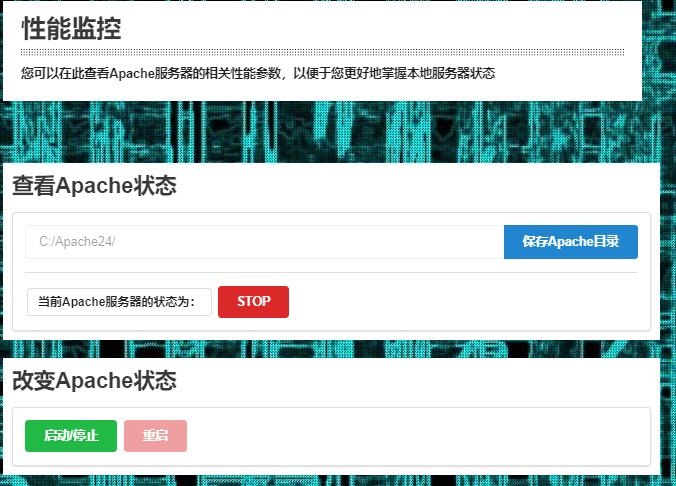 性能监控
您可以在此查看Apache服务器的相关性能参数，以便于您更好地掌握本地服务器状态
查看Apache状态
C:/Apache24/
保存Apache目录
当前Apache服务器的状态为：
STOP
改变Apache状态
启动/停止
重启